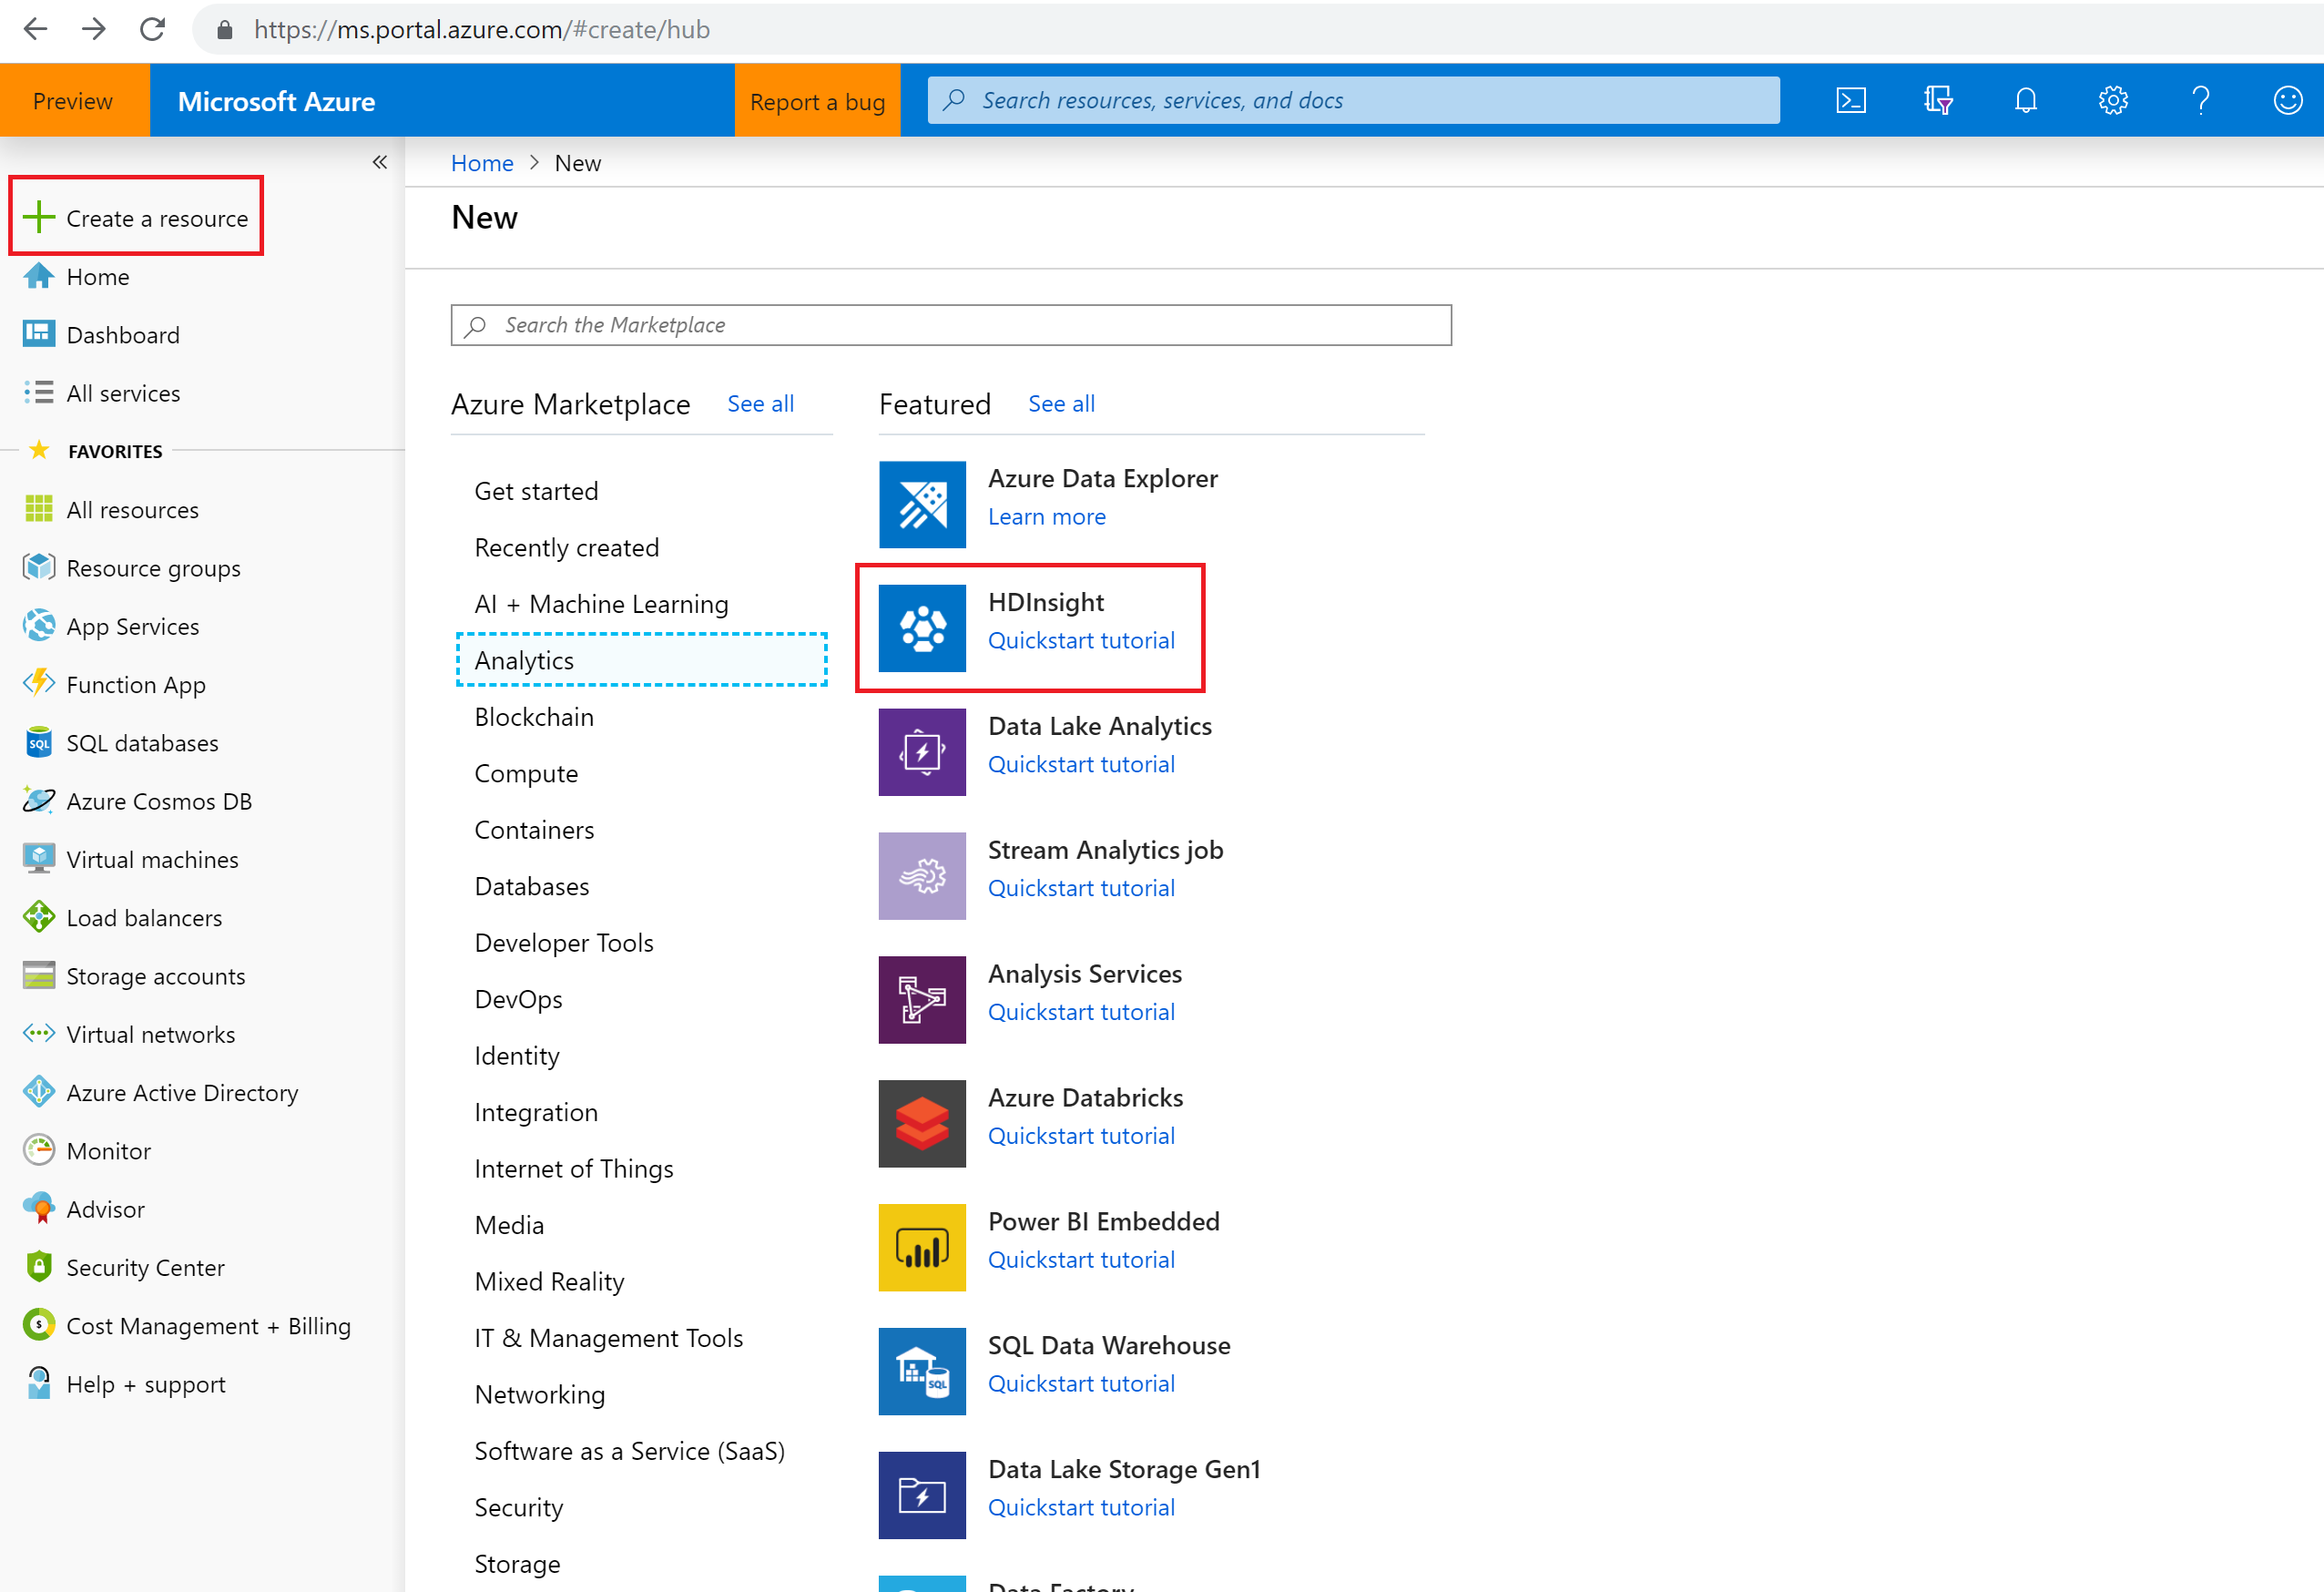 https://ms.portal.azure.com/#create/hub
Preview
Microsoft Azure
Report a bug
Search resources, services, and docs
Create a resource
Home
Dashboard
All services
FAVORITES
All resources
Resource groups
App Services
Function App
SQL databases
Azure Cosmos DB
Virtual machines
Load balancers
Storage accounts
Virtual networks
Azure Active Directory
Monitor
Advisor
Security Center
Cost Management + Billing
Help + support
Home > New
New
Search the Marketplace
Azure Marketplace
See all
Get started
Recently created
AI + Machine Learning
Analytics
Blockchain
Compute
Containers
Databases
Developer Tools
DevOps
Identity
Integration
Internet of Things
Media
Mixed Reality
IT & Management Tools
Networking
Software as a Service (SaaS)
Security
Storage
Featured
See all
Azure Data Explorer
Learn more
HDInsight
Quickstart tutorial
Data Lake Analytics
Quickstart tutorial
Stream Analytics job
Quickstart tutorial
Analysis Services
Quickstart tutorial
Azure Databricks
Quickstart tutorial
Power BI Embedded
Quickstart tutorial
SQL
SQL Data Warehouse
Quickstart tutorial
Data Lake Storage Gen1
Quickstart tutorial
Data Factory